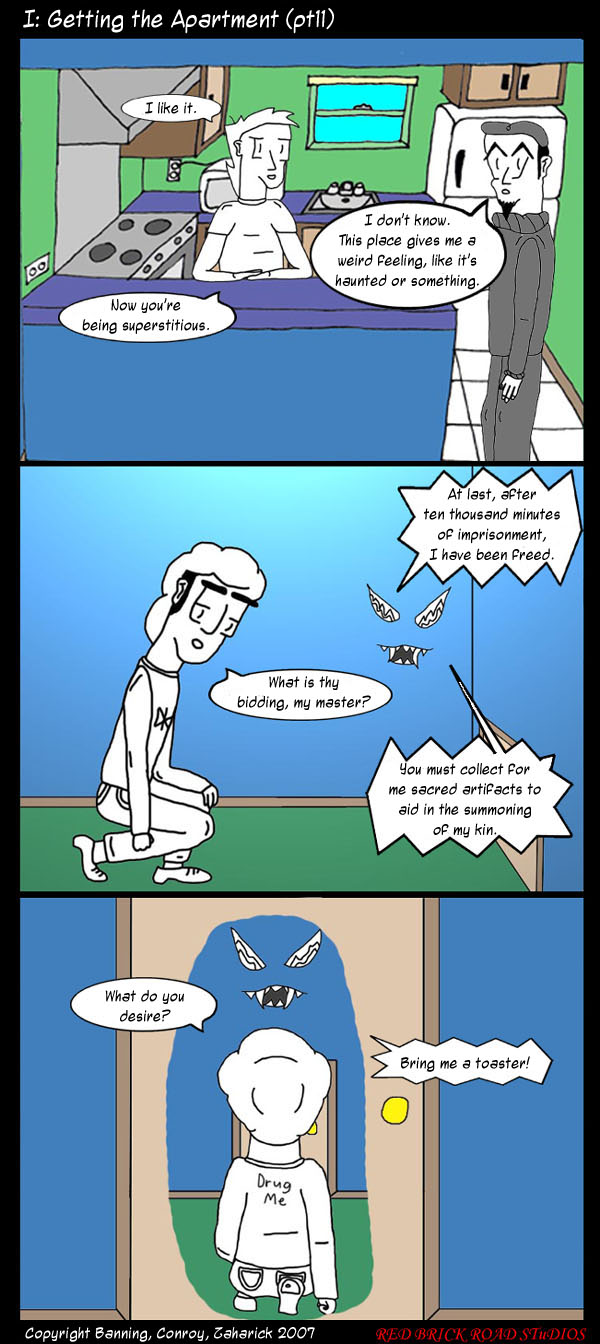 I: Getting the Apartment (pt11)
I like it.
I don't know.
This place gives me a
weird feeling, like it's
haunted or something.
Now you're
being superstitious.
At last, after
ten thousand minutes
of imprisonment,
I have been freed.
What is thy
bidding, my master?
You must collect for
me sacred artifacts to
aid in the summoning
of my kin.
What do you
desire?
Bring me a toaster!
Drug
Me
Copyright Banning, Conroy, Zaharick 2007
RED BRICK ROAD STUDIOS